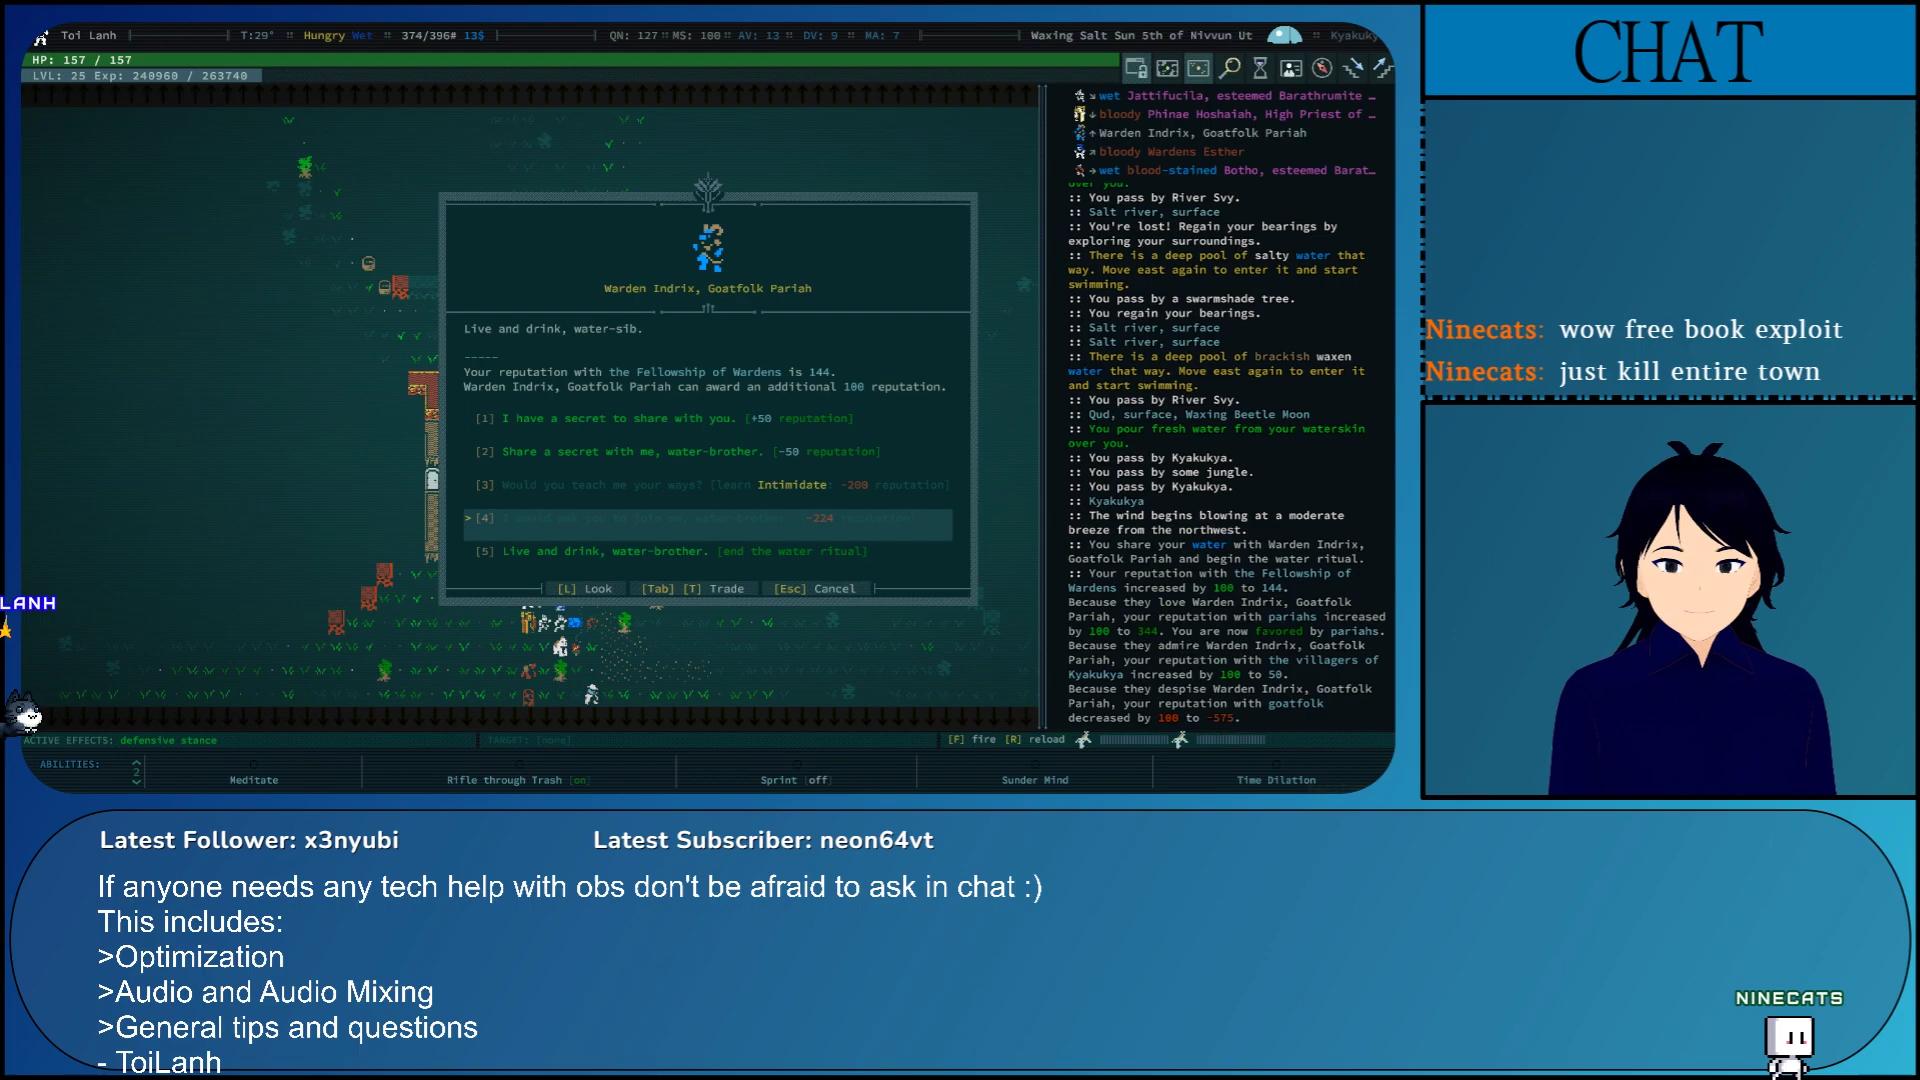 Toi Lanh
T:29° :: Hungry Wet :: 374/396# 13$
QN: 127 :: MS: 100 :: AV: 13 :: DV: 9 :: MA: 7
Waxing Salt Sun 5th of Nivvun Ut :: Kyakuky
HP: 157 / 157
LVL: 25 Exp: 240960 / 263740
wet Jattifucila, esteemed Barathrumite …
bloody Phinae Hoshaiah, High Priest of …
Warden Indrix, Goatfolk Pariah
bloody Wardens Esther
wet blood-stained Botho, esteemed Barat…
over you.
:: You pass by River Svy.
:: Salt river, surface
:: You're lost! Regain your bearings by
exploring your surroundings.
:: There is a deep pool of salty water that
way. Move east again to enter it and start
swimming.
:: You pass by a swarmshade tree.
:: You regain your bearings.
:: Salt river, surface
:: Salt river, surface
:: There is a deep pool of brackish waxen
water that way. Move east again to enter it
and start swimming.
:: You pass by River Svy.
:: Qud, surface, Waxing Beetle Moon
:: You pour fresh water from your waterskin
over you.
:: You pass by Kyakukya.
:: You pass by some jungle.
:: You pass by Kyakukya.
:: Kyakukya
:: The wind begins blowing at a moderate
breeze from the northwest.
:: You share your water with Warden Indrix,
Goatfolk Pariah and begin the water ritual.
:: Your reputation with the Fellowship of
Wardens increased by 100 to 144.
Because they love Warden Indrix, Goatfolk
Pariah, your reputation with pariahs increased
by 100 to 344. You are now favored by pariahs.
Because they admire Warden Indrix, Goatfolk
Pariah, your reputation with the villagers of
Kyakukya increased by 100 to 50.
Because they despise Warden Indrix, Goatfolk
Pariah, your reputation with goatfolk
decreased by 100 to -575.
Warden Indrix, Goatfolk Pariah
Live and drink, water-sib.
-----
Your reputation with the Fellowship of Wardens is 144.
Warden Indrix, Goatfolk Pariah can award an additional 100 reputation.
[1] I have a secret to share with you. [+50 reputation]
[2] Share a secret with me, water-brother. [-50 reputation]
[3] Would you teach me your ways? [learn Intimidate: -200 reputation]
> [4] I would ask you to join me, water-brother. -224 reputation
[5] Live and drink, water-brother. [end the water ritual]
[L] Look [Tab] [T] Trade [Esc] Cancel
ACTIVE EFFECTS: defensive stance
TARGET: [none]
[F] fire [R] reload
ABILITIES:
2
Meditate
Rifle through Trash [on]
Sprint [off]
Sunder Mind
Time Dilation
LANH
CHAT
Ninecats: wow free book exploit
Ninecats: just kill entire town
Latest Follower: x3nyubi
Latest Subscriber: neon64vt
If anyone needs any tech help with obs don't be afraid to ask in chat :)
This includes:
>Optimization
>Audio and Audio Mixing
>General tips and questions
- ToiLanh
NINECATS